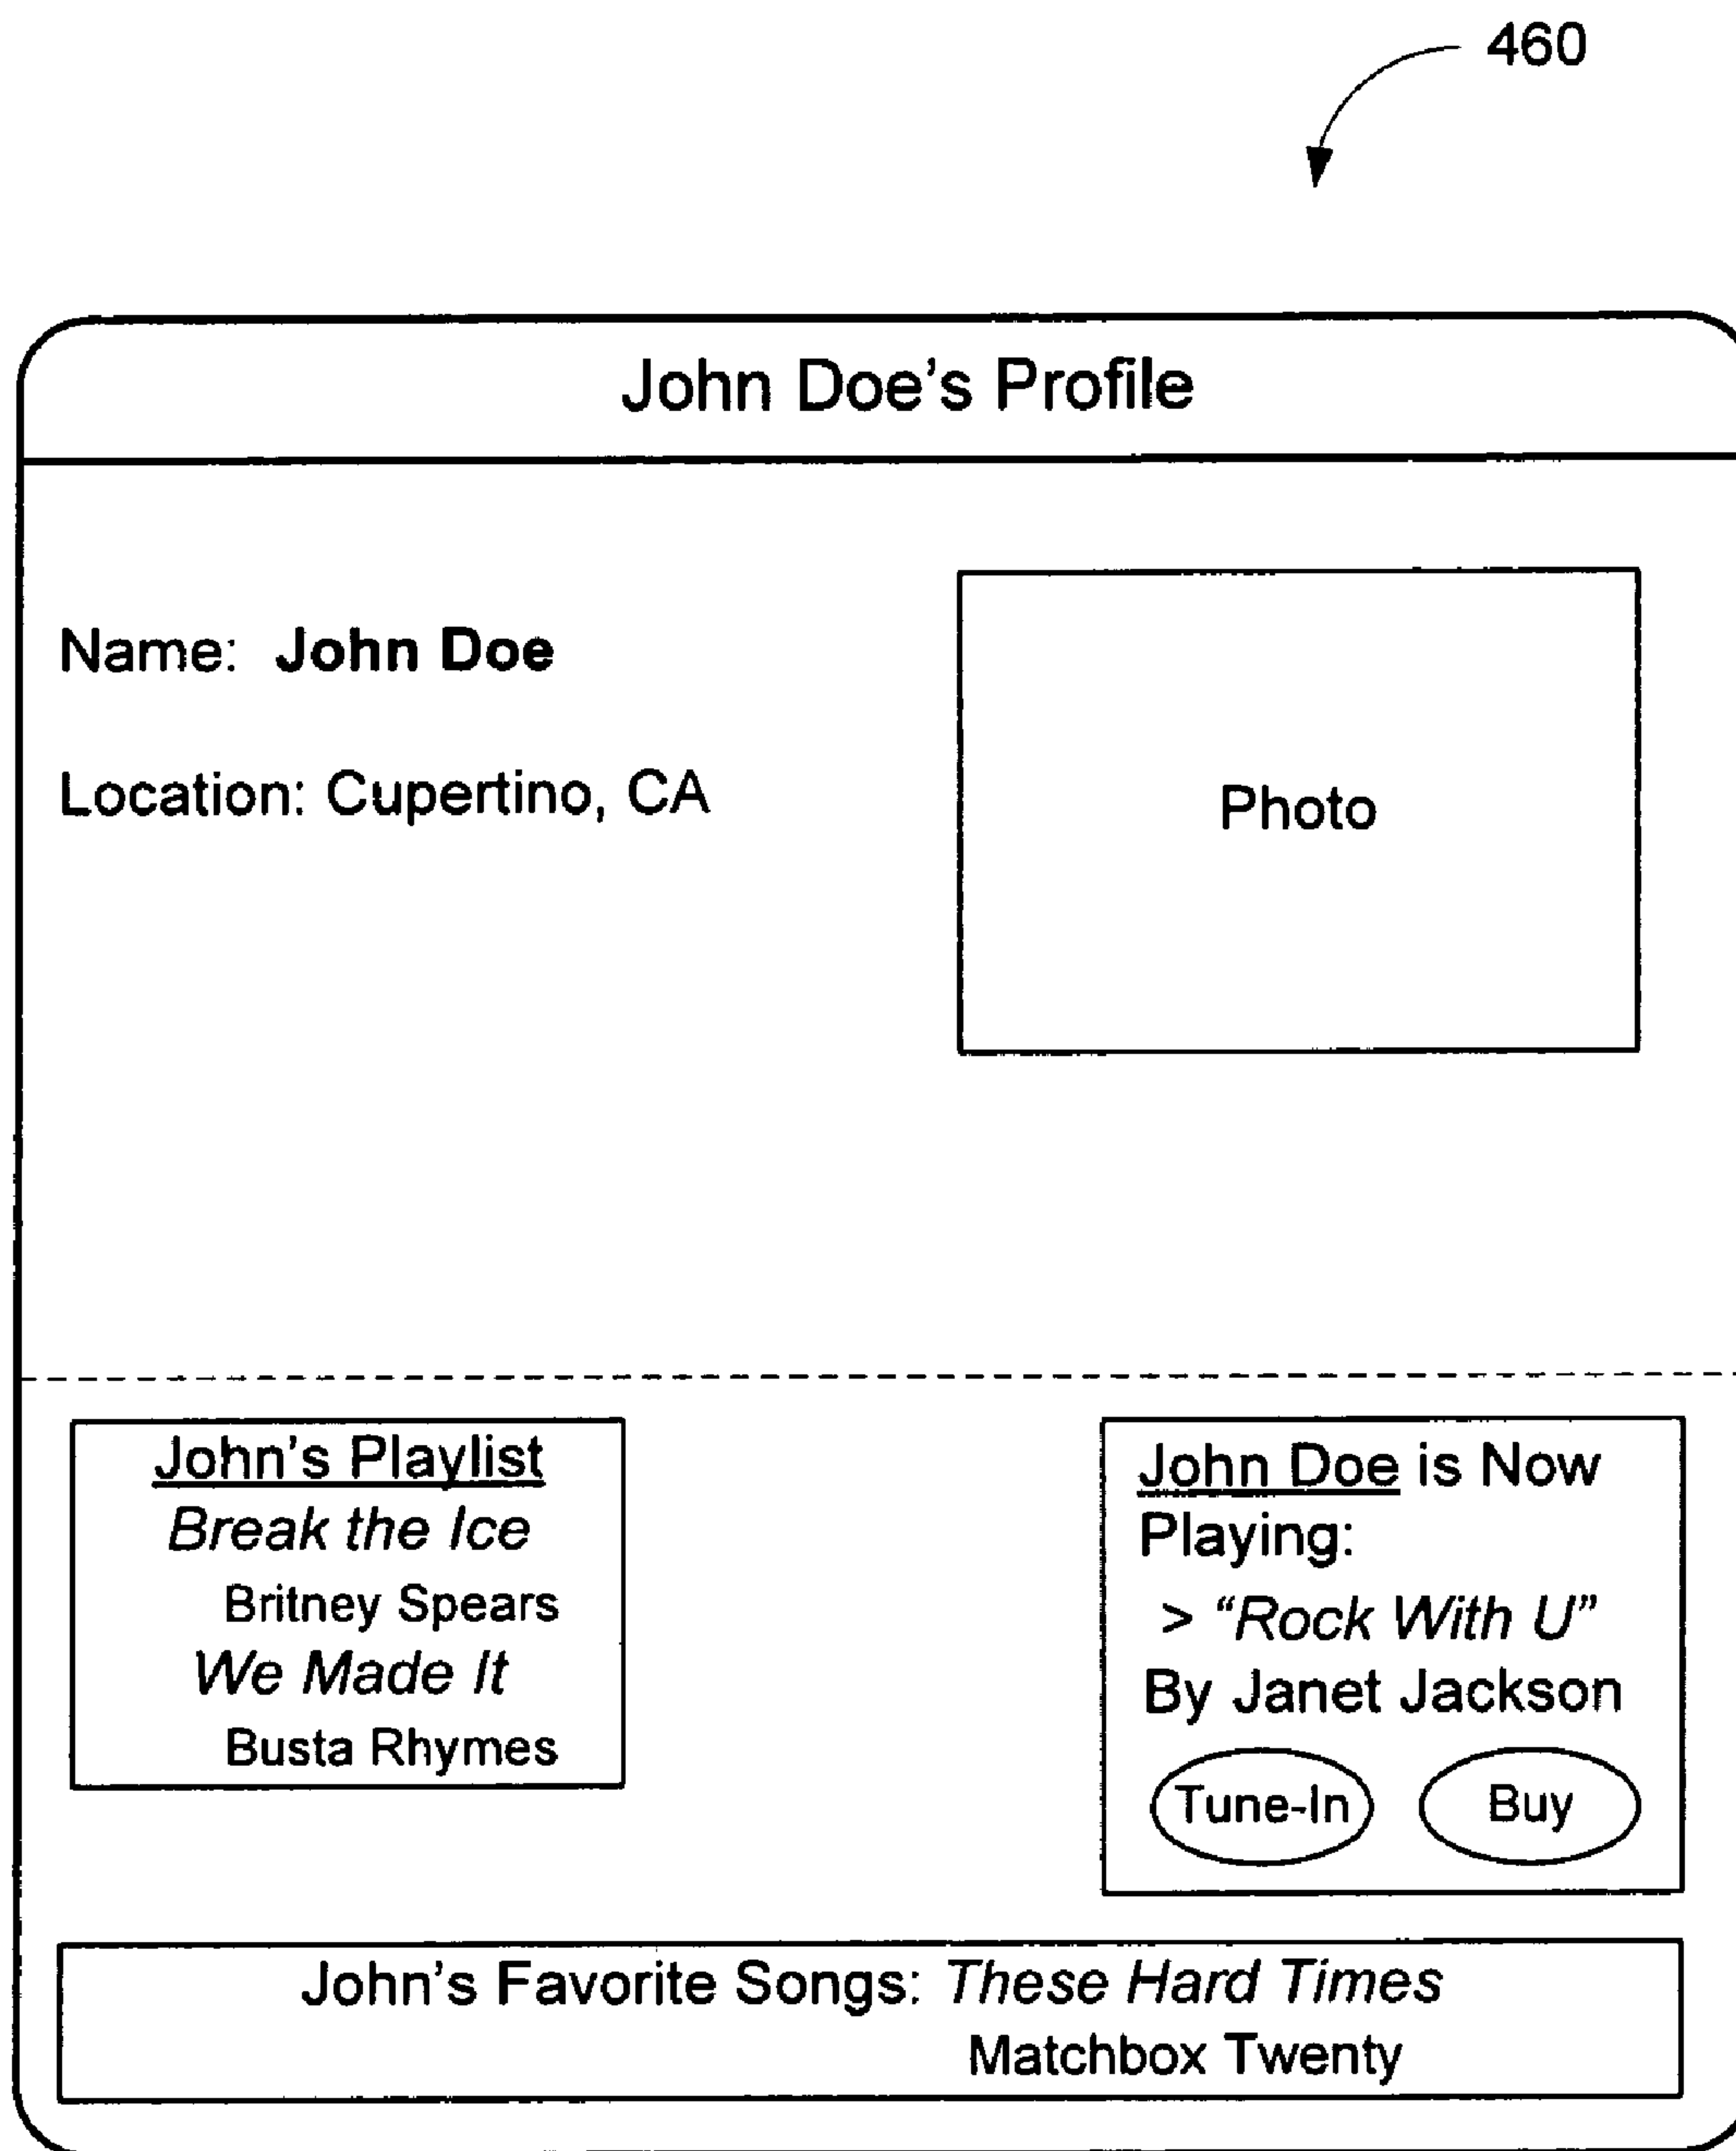 460
John Doe's Profile
Name: John Doe
Location: Cupertino, CA
Photo
John's Playlist
Break the Ice
Britney Spears
We Made It
Busta Rhymes
John Doe is Now
Playing:
> “Rock With U”
By Janet Jackson
Tune-In
Buy
John's Favorite Songs: These Hard Times
Matchbox Twenty